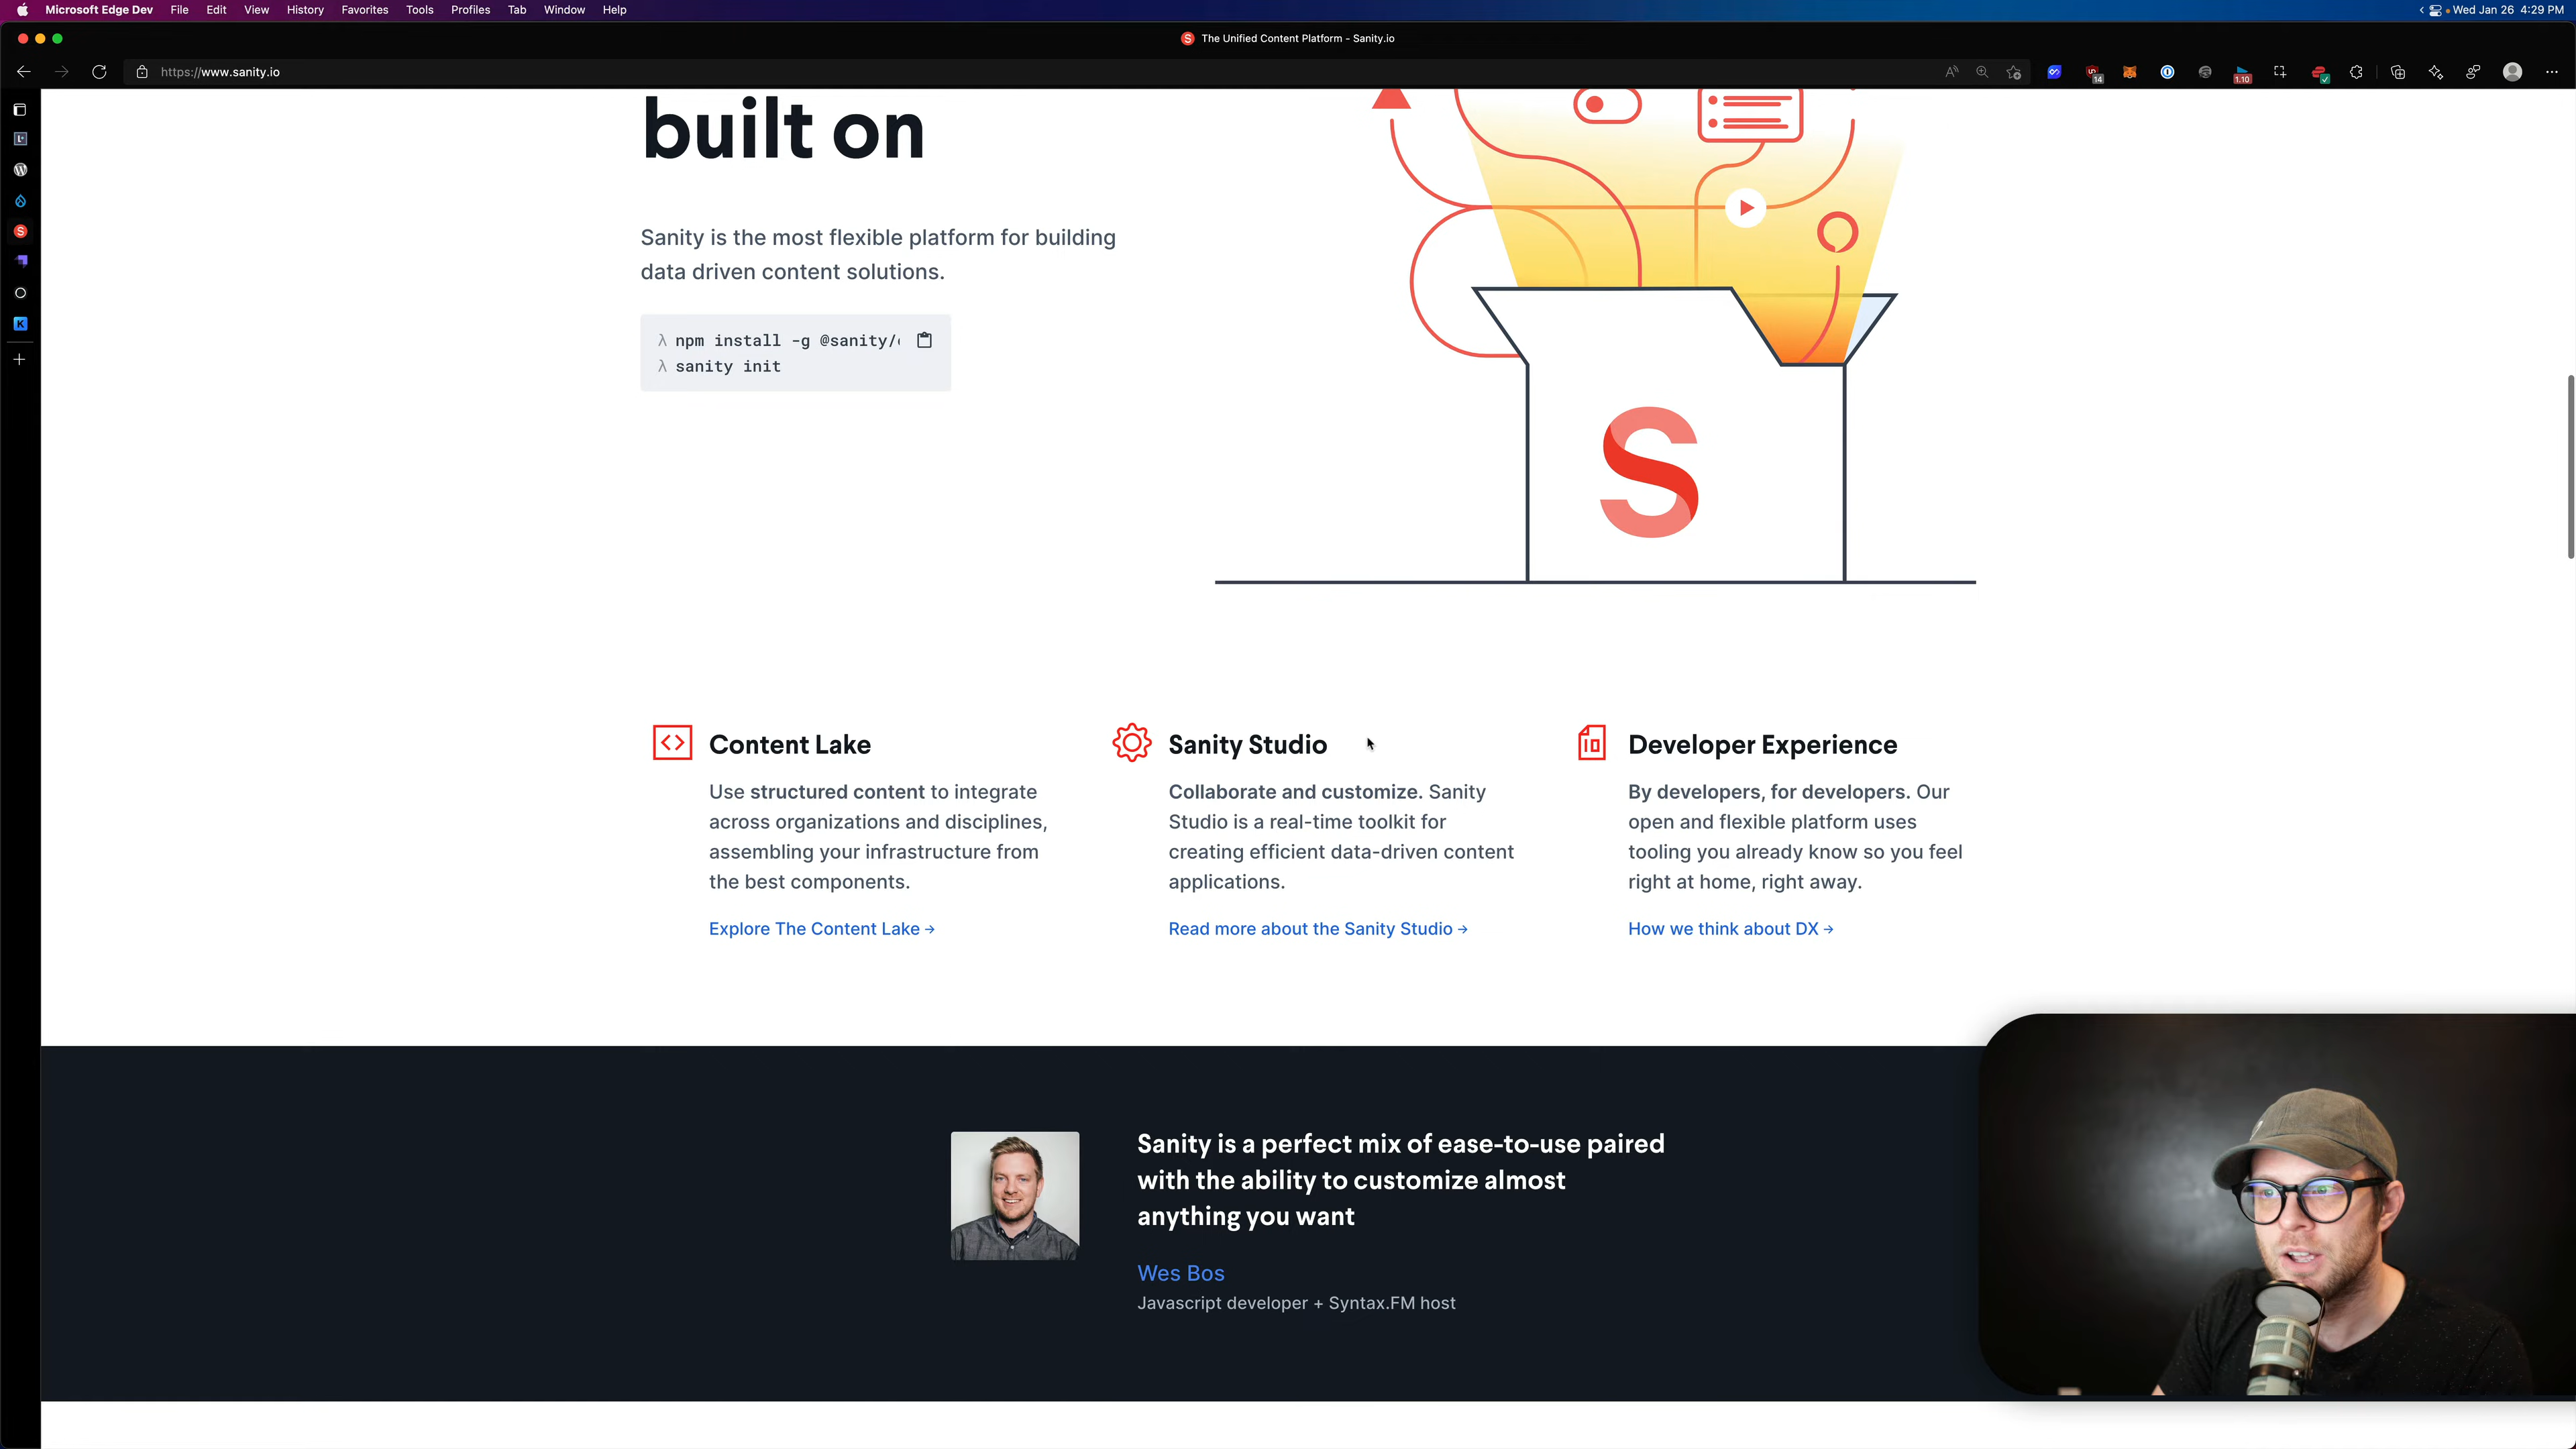 Microsoft Edge Dev File Edit View History Favorites Tools Profiles Tab Window Help
Wed Jan 26 4:29 PM
The Unified Content Platform - Sanity.io
https://www.sanity.io
14
1.10
built on
Sanity is the most flexible platform for building
data driven content solutions.
λ npm install -g @sanity/
λ sanity init
S
Content Lake
Use structured content to integrate
across organizations and disciplines,
assembling your infrastructure from
the best components.
Explore The Content Lake →
Sanity Studio
Collaborate and customize. Sanity
Studio is a real-time toolkit for
creating efficient data-driven content
applications.
Read more about the Sanity Studio →
Developer Experience
By developers, for developers. Our
open and flexible platform uses
tooling you already know so you feel
right at home, right away.
How we think about DX →
Sanity is a perfect mix of ease-to-use paired
with the ability to customize almost
anything you want
Wes Bos
Javascript developer + Syntax.FM host